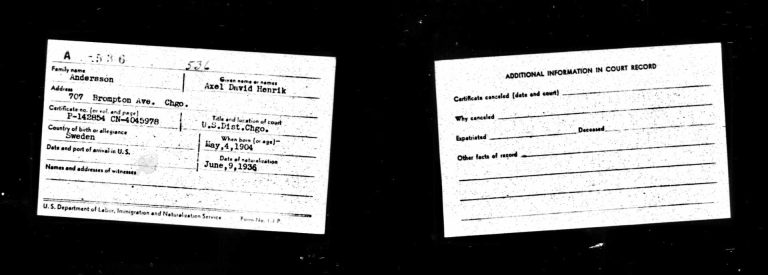 A -536
536
Family name Given name or names
Andersson Axel David Henrik
Address
707 Brompton Ave. Chgo.
Certificate no. (or vol. and page) Title and location of court
P-142854 CN-4045978 U.S.Dist.Chgo.
Country of birth or allegiance When born (or age)
Sweden May,4,1904
Date and port of arrival in U.S. Date of naturalization
June,9,1936
Names and addresses of witnesses
U. S. Department of Labor, Immigration and Naturalization Service Form No. 1-I P.
ADDITIONAL INFORMATION IN COURT RECORD
Certificate canceled (date and court)
Why canceled
Expatriated Deceased
Other facts of record